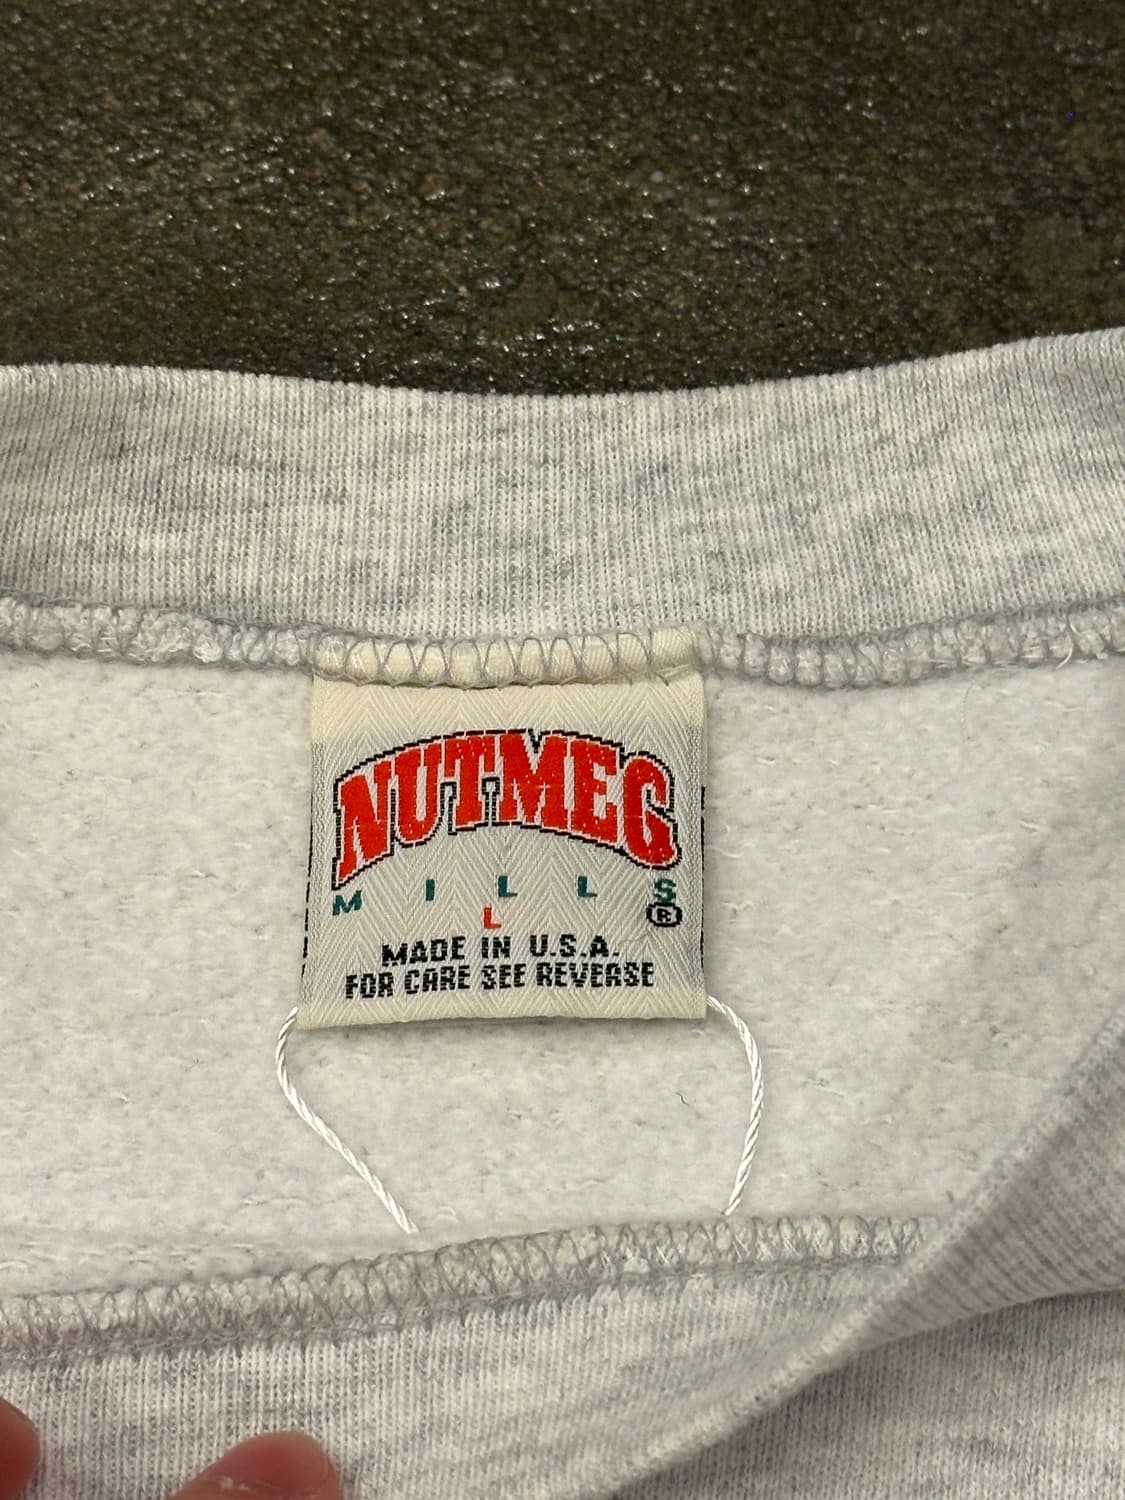 NUTMEG
MILLS
®
L
MADE IN U.S.A.
FOR CARE SEE REVERSE